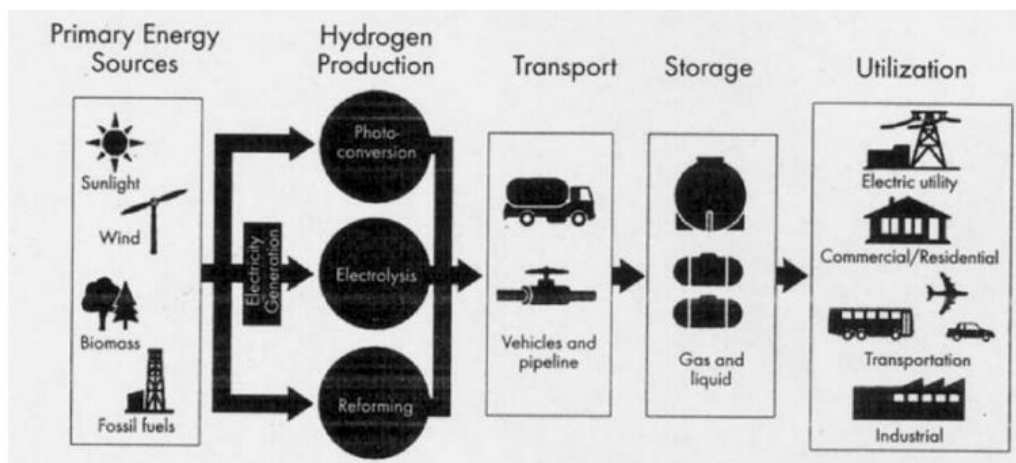 Primary Energy
Sources
Hydrogen
Production
Transport
Storage
Utilization
Sunlight
Wind
Biomass
Fossil fuels
Electricity
Generation
Photo-
conversion
Electrolysis
Reforming
Vehicles and
pipeline
Gas and
liquid
Electric utility
Commercial/Residential
Transportation
Industrial